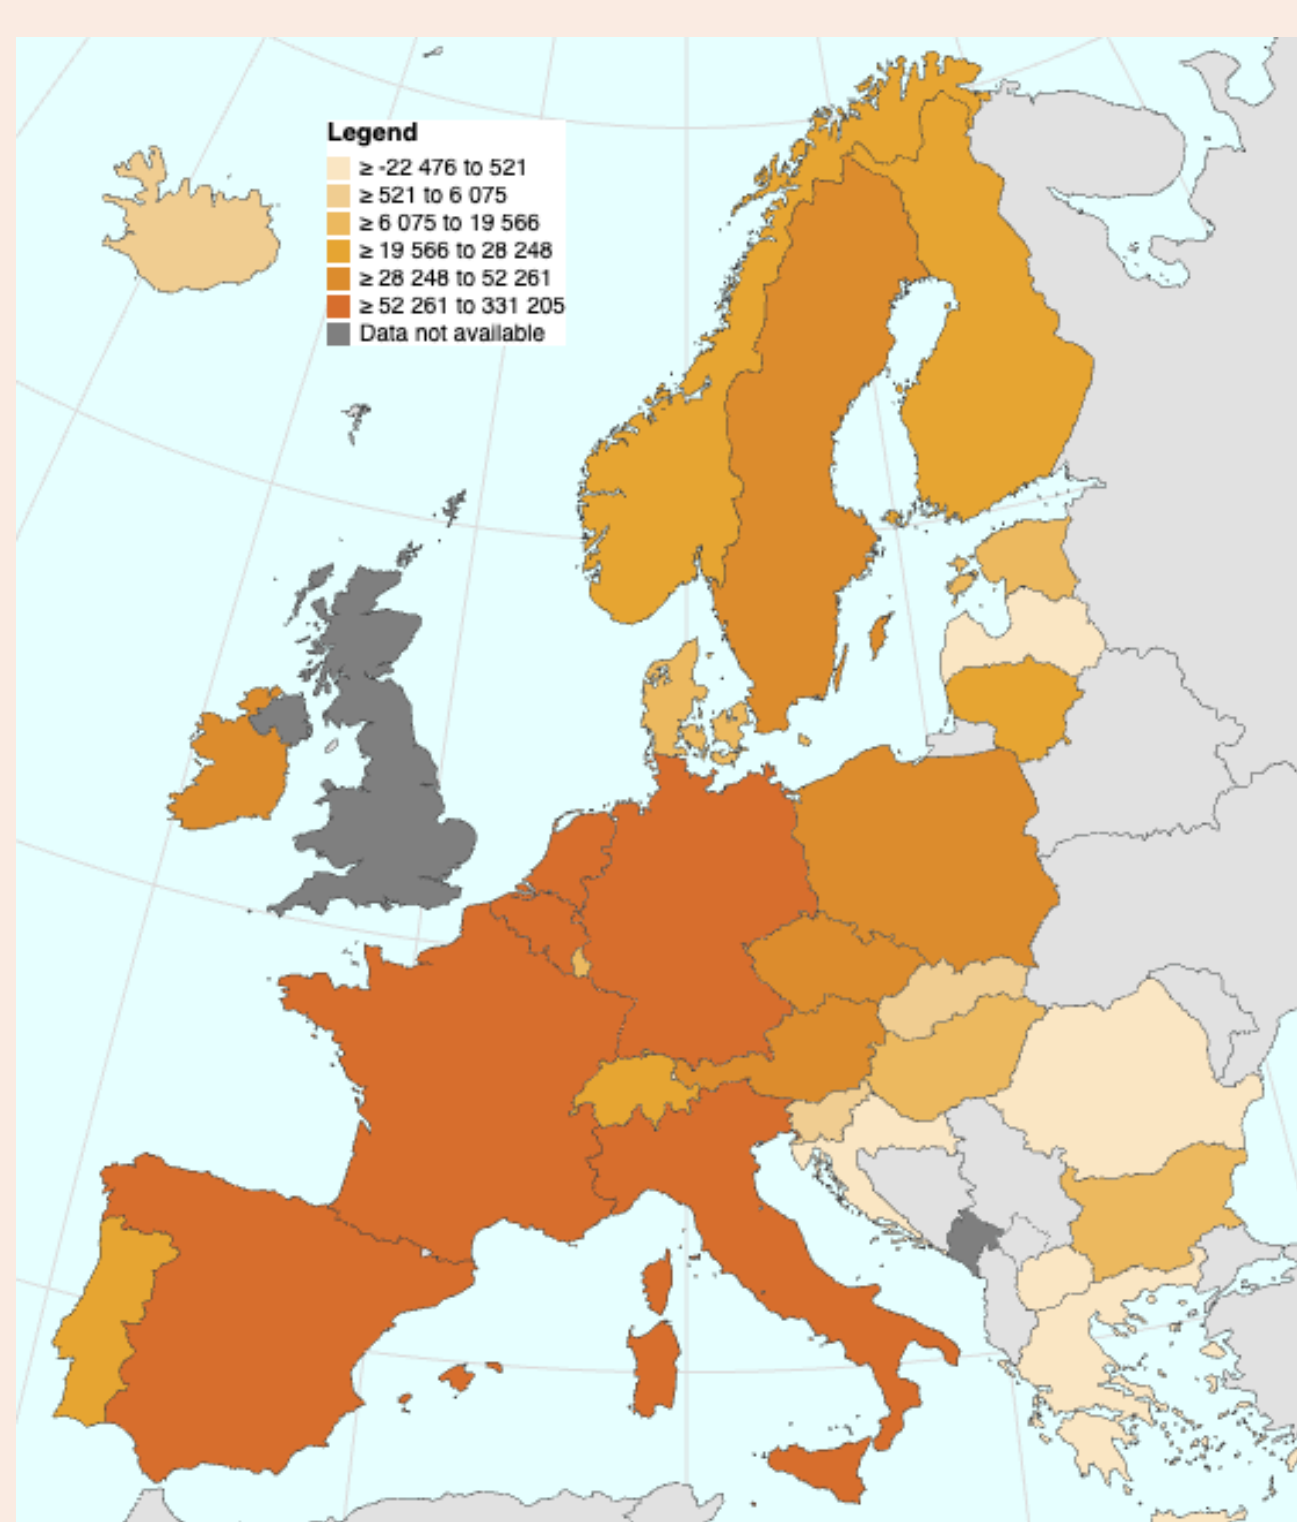 Legend
≥ -22 476 to 521
≥ 521 to 6 075
≥ 6 075 to 19 566
≥ 19 566 to 28 248
≥ 28 248 to 52 261
≥ 52 261 to 331 205
Data not available